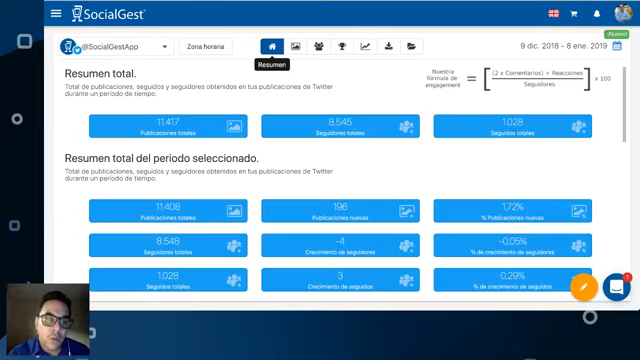 SocialGest
¡Nuevo!
@SocialGestApp
Zona horaria
9 dic. 2018 - 8 ene. 2019
Resumen
Resumen total.
Total de publicaciones, seguidos y seguidores obtenidos en tus publicaciones de Twitter
durante un período de tiempo.
Nuestra
fórmula de
engagement
=
(2 x Comentarios) + Reacciones
Seguidores
x 100
11.417
Publicaciones totales
8.545
Seguidores totales
1.028
Seguidos totales
Resumen total del periodo seleccionado.
Total de publicaciones, seguidos y seguidores obtenidos en tus publicaciones de Twitter
durante un período de tiempo.
11.408
Publicaciones totales
196
Publicaciones nuevas
1,72%
% Publicaciones nuevas
8.548
Seguidores totales
-4
Crecimiento de seguidores
-0,05%
% de crecimiento de seguidores
1.028
Seguidos totales
3
Crecimiento de seguidos
0,29%
% de crecimiento de seguidos
1